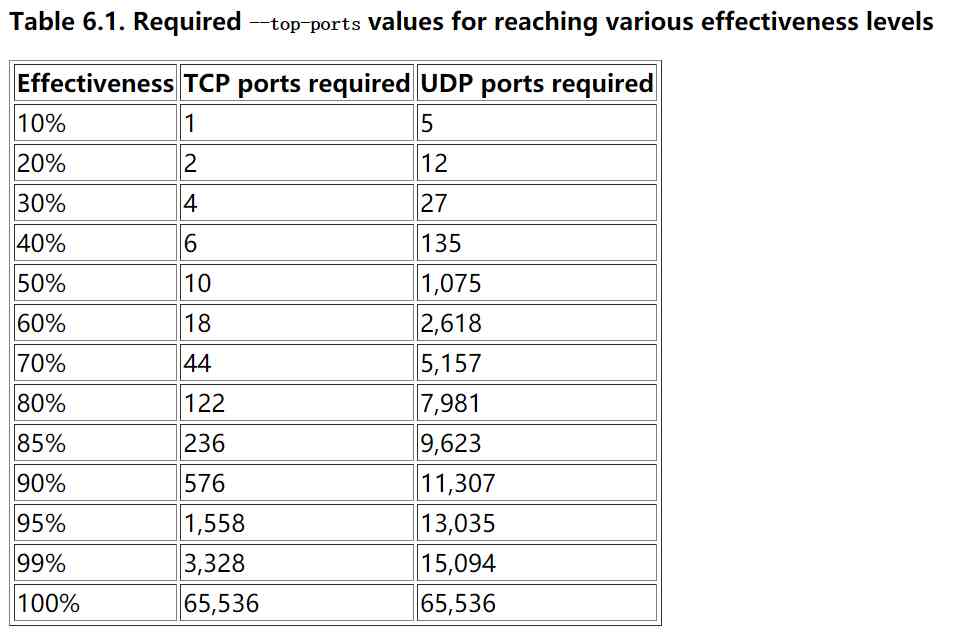 Table 6.1. Required --top-ports values for reaching various effectiveness levels
Effectiveness TCP ports required UDP ports required
10% 1 5
20% 2 12
30% 4 27
40% 6 135
50% 10 1,075
60% 18 2,618
70% 44 5,157
80% 122 7,981
85% 236 9,623
90% 576 11,307
95% 1,558 13,035
99% 3,328 15,094
100% 65,536 65,536